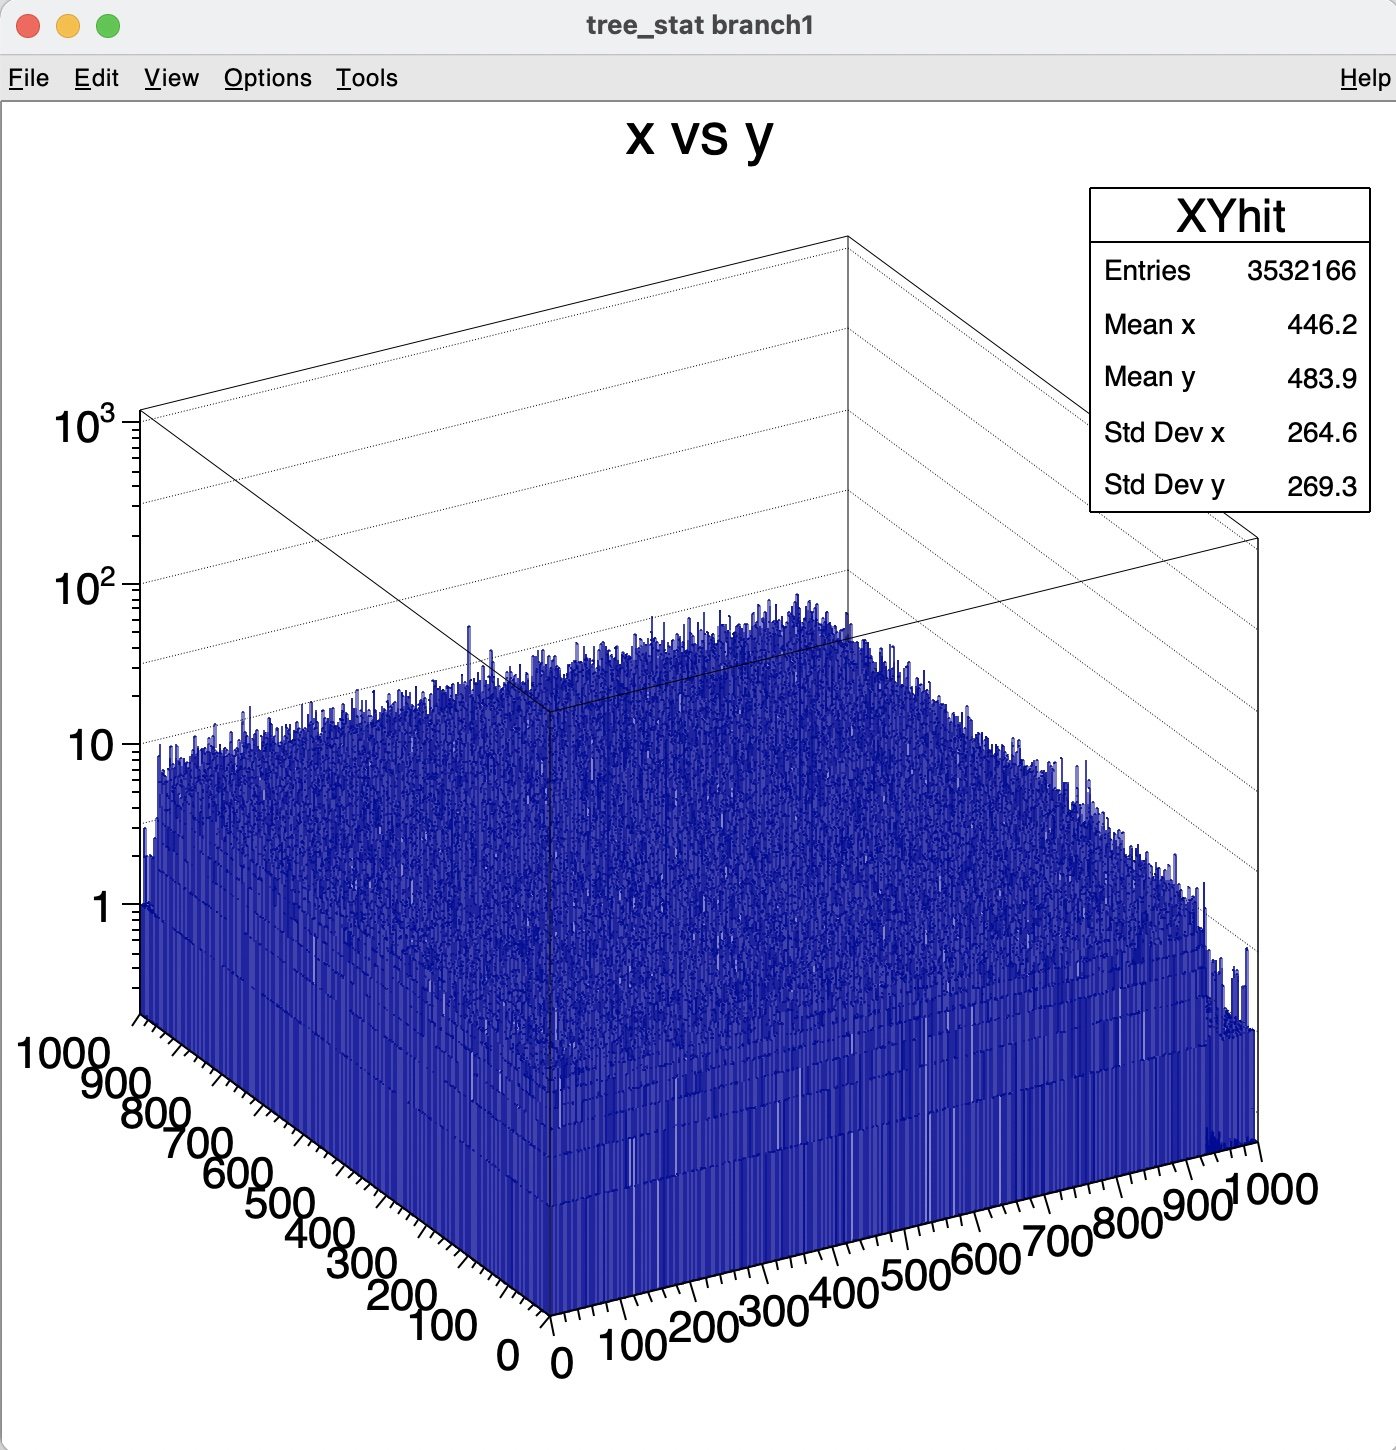 tree_stat branch1
File Edit View Options Tools Help
x vs y
XYhit
Entries 3532166
Mean x 446.2
Mean y 483.9
Std Dev x 264.6
Std Dev y 269.3
10³
10²
10
1
1000
900
800
700
600
500
400
300
200
100
0
0
100
200
300
400
500
600
700
800
900
1000